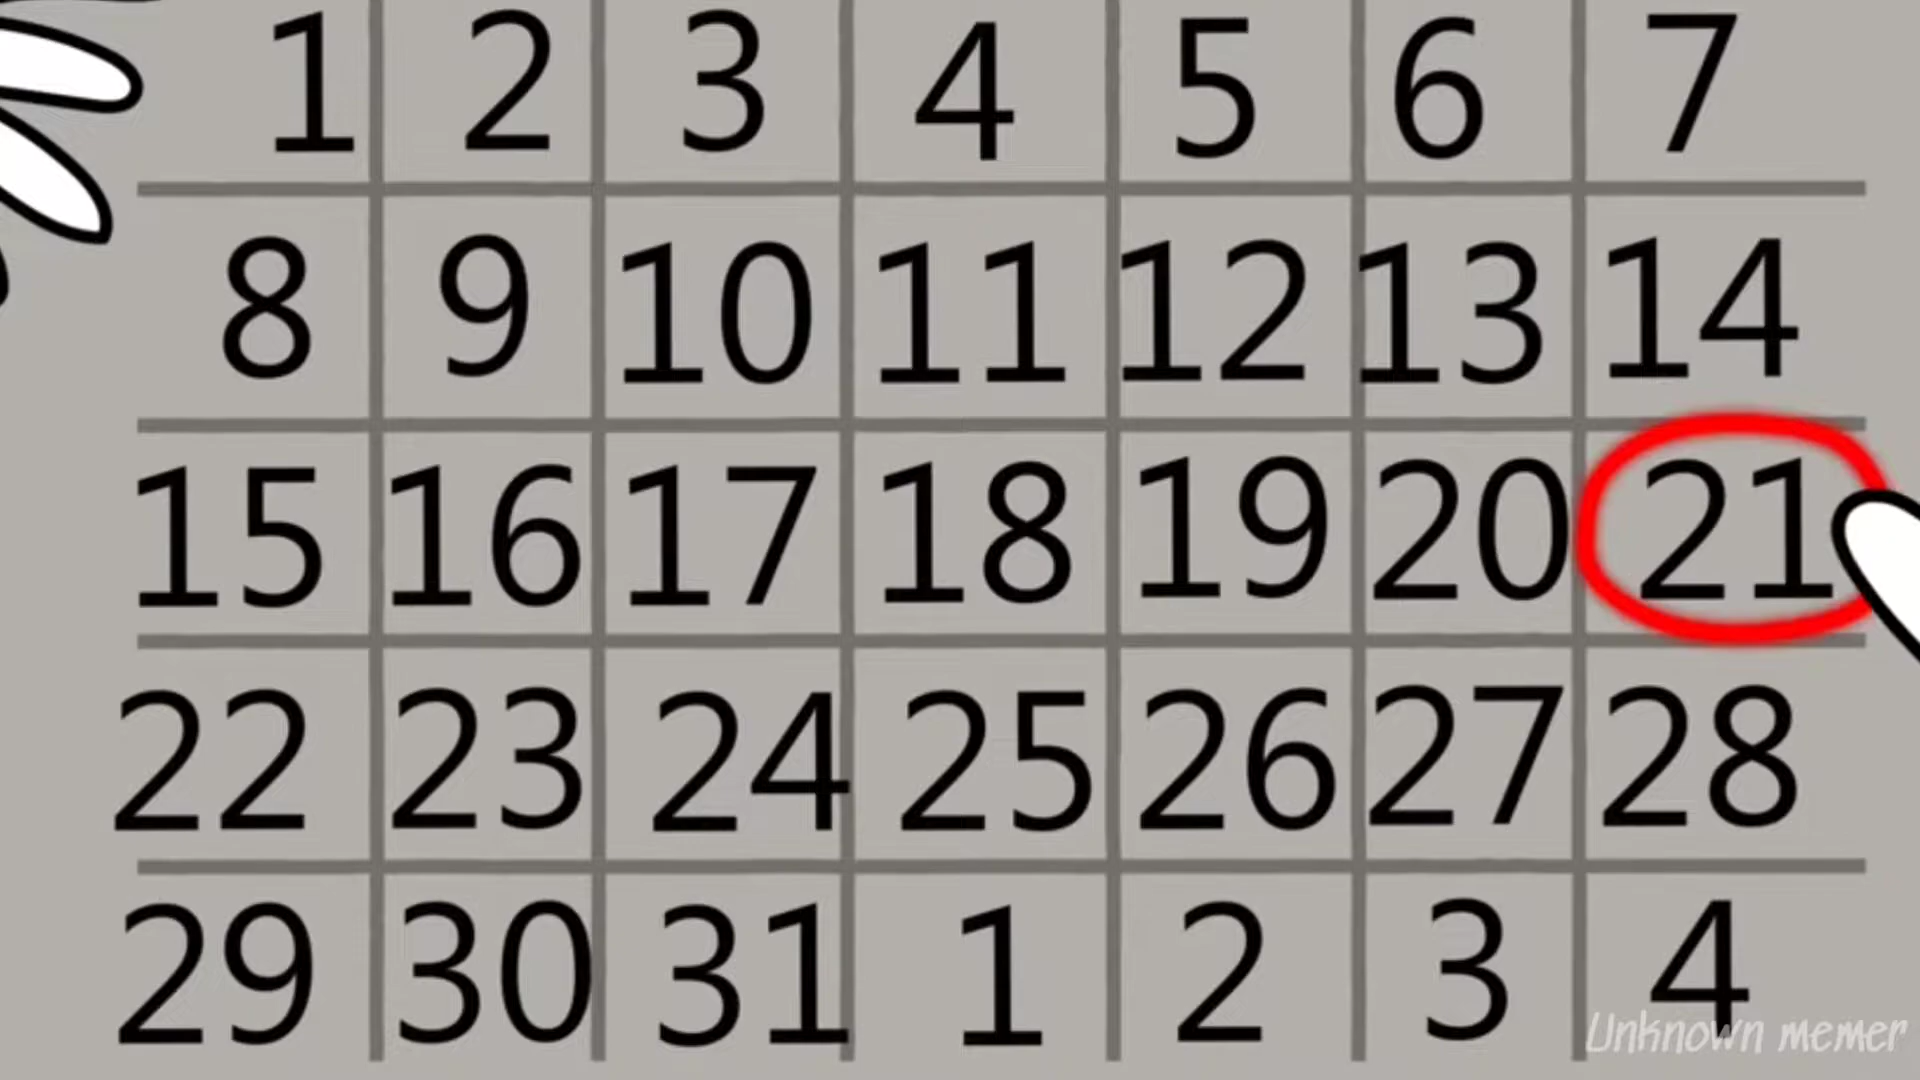 1 2 3 4 5 6 7
8 9 10 11 12 13 14
15 16 17 18 19 20 21
22 23 24 25 26 27 28
29 30 31 1 2 3 4
Unknown memer